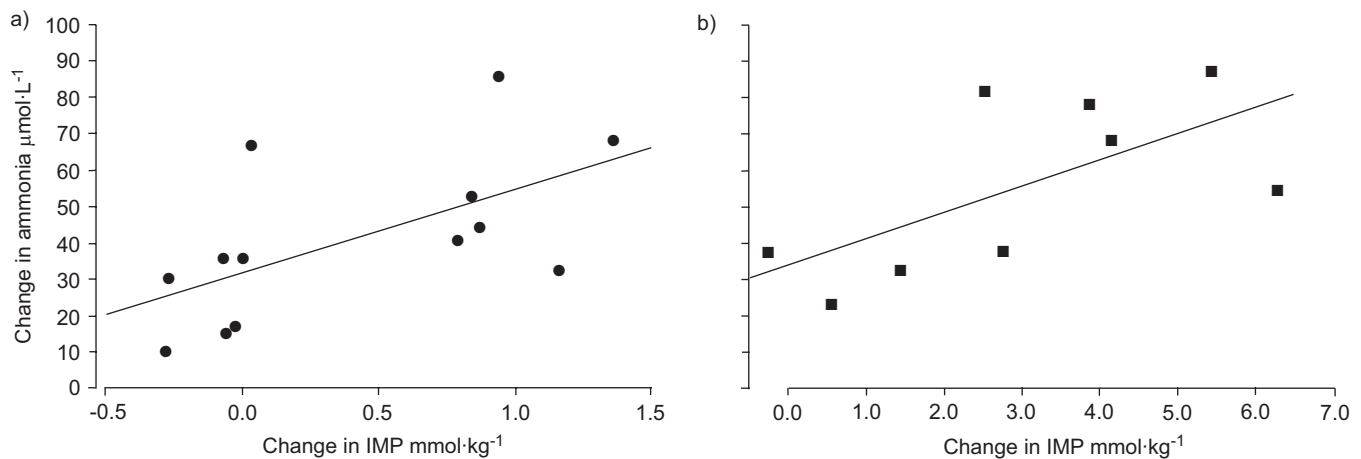 a)
Change in ammonia μmol·L⁻¹
100
90
80
70
60
50
40
30
20
10
0
-0.5 0.0 0.5 1.0 1.5
Change in IMP mmol·kg⁻¹
b)
0.0 1.0 2.0 3.0 4.0 5.0 6.0 7.0
Change in IMP mmol·kg⁻¹